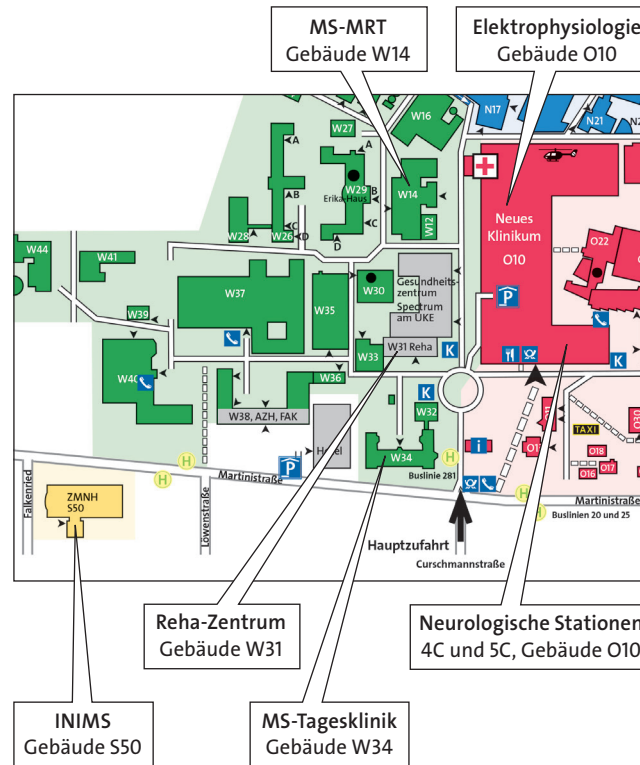 MS-MRT
Gebäude W14
Elektrophysiologie
Gebäude O10
W16
N17
N21
W27
A
A
W29
Erika-Haus
B
B
W14
W12
C
C
W28
W26
D
D
Neues
Klinikum
O10
O22
W44
W41
W37
W30
Gesundheits-
zentrum
Spectrum
am UKE
P
W39
W35
W33
W31 Reha
K
K
W40
W36
K
W38, AZH, FAK
W32
TAXI
W34
i
O18
O16
O17
H
P
H
H
Martinistraße
Buslinie 281
H
H
Martinistraße
Buslinien 20 und 25
Falkenried
ZMNH
S50
Löwenstraße
Hauptzufahrt
Curschmannstraße
Reha-Zentrum
Gebäude W31
Neurologische Stationen
4C und 5C, Gebäude O10
INIMS
Gebäude S50
MS-Tagesklinik
Gebäude W34